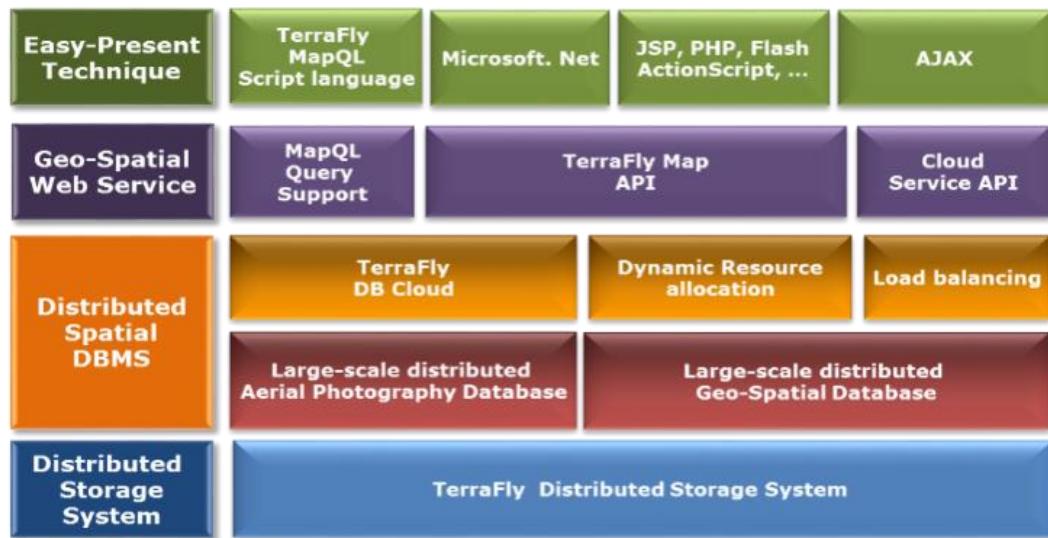 Easy-Present
Technique
TerraFly
MapQL
Script language
Microsoft. Net
JSP, PHP, Flash
ActionScript, ...
AJAX
Geo-Spatial
Web Service
MapQL
Query
Support
TerraFly Map
API
Cloud
Service API
Distributed
Spatial
DBMS
TerraFly
DB Cloud
Dynamic Resource
allocation
Load balancing
Large-scale distributed
Aerial Photography Database
Large-scale distributed
Geo-Spatial Database
Distributed
Storage
System
TerraFly Distributed Storage System